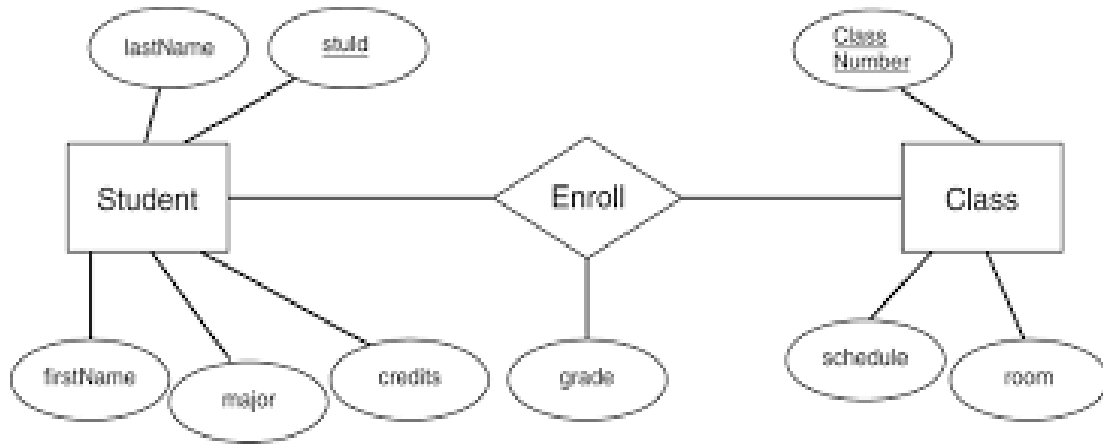 lastName
stuId
Class
Number
Student
Enroll
Class
firstName
major
credits
grade
schedule
room